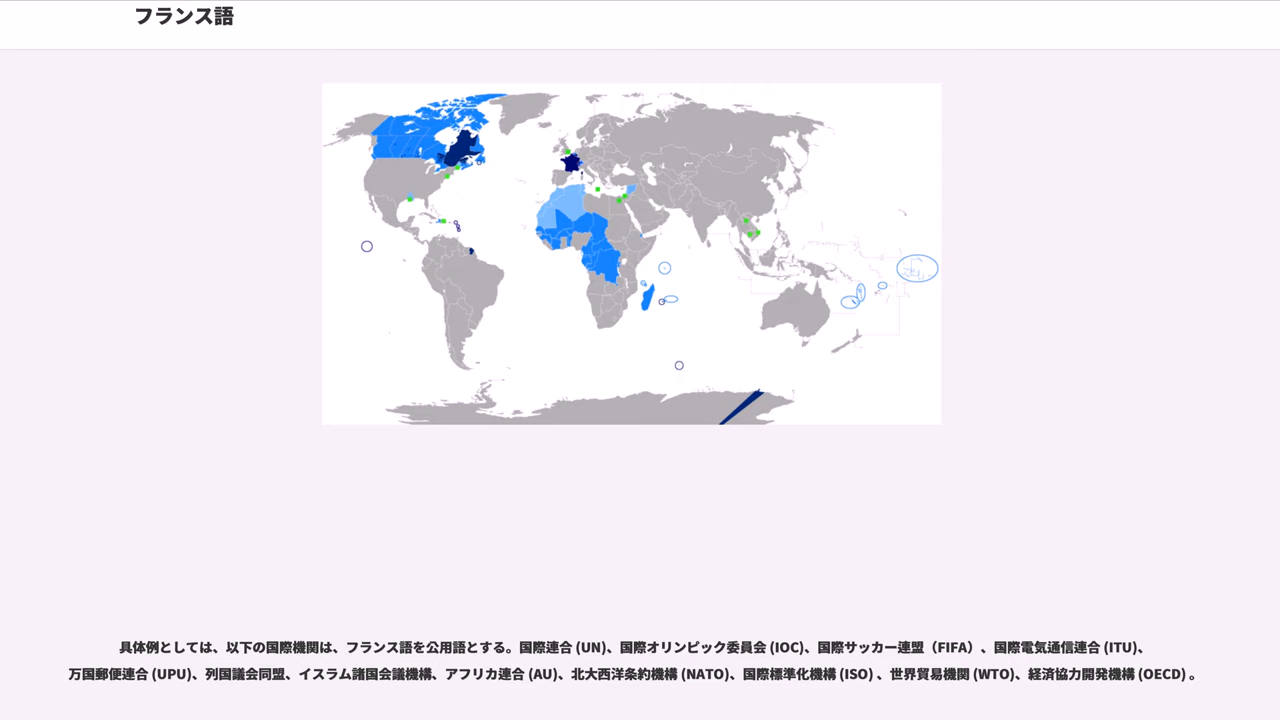 フランス語
具体例としては、以下の国際機関は、フランス語を公用語とする。国際連合 (UN)、国際オリンピック委員会 (IOC)、国際サッカー連盟（FIFA）、国際電気通信連合 (ITU)、
万国郵便連合 (UPU)、列国議会同盟、イスラム諸国会議機構、アフリカ連合 (AU)、北大西洋条約機構 (NATO)、国際標準化機構 (ISO) 、世界貿易機関 (WTO)、経済協力開発機構 (OECD) 。